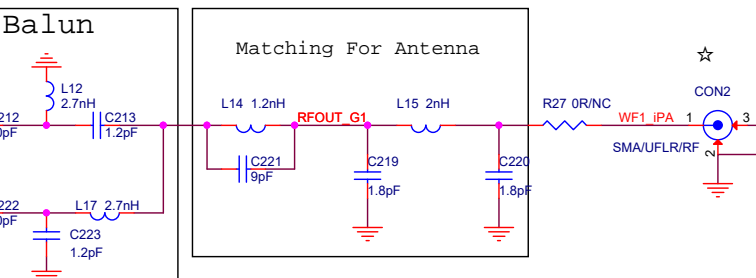 Balun
Matching For Antenna
☆
L12
2.7nH
CON2
C213
1.2pF
L14 1.2nH
RFOUT_G1
L15 2nH
R27 0R/NC
WF1_iPA
1
3
2
SMA/UFLR/RF
C221
9pF
C219
1.8pF
C220
1.8pF
L17 2.7nH
C223
1.2pF